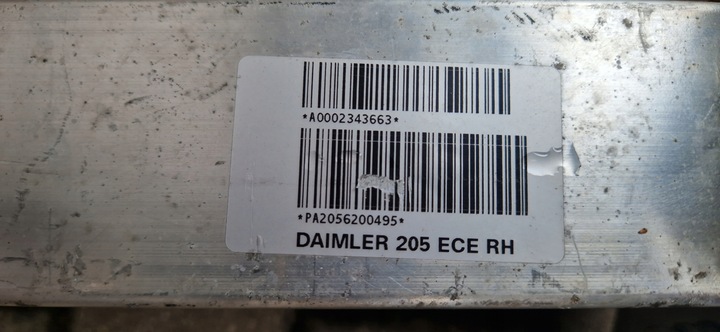 *A0002343663*
*PA2056200495*
DAIMLER 205 ECE RH